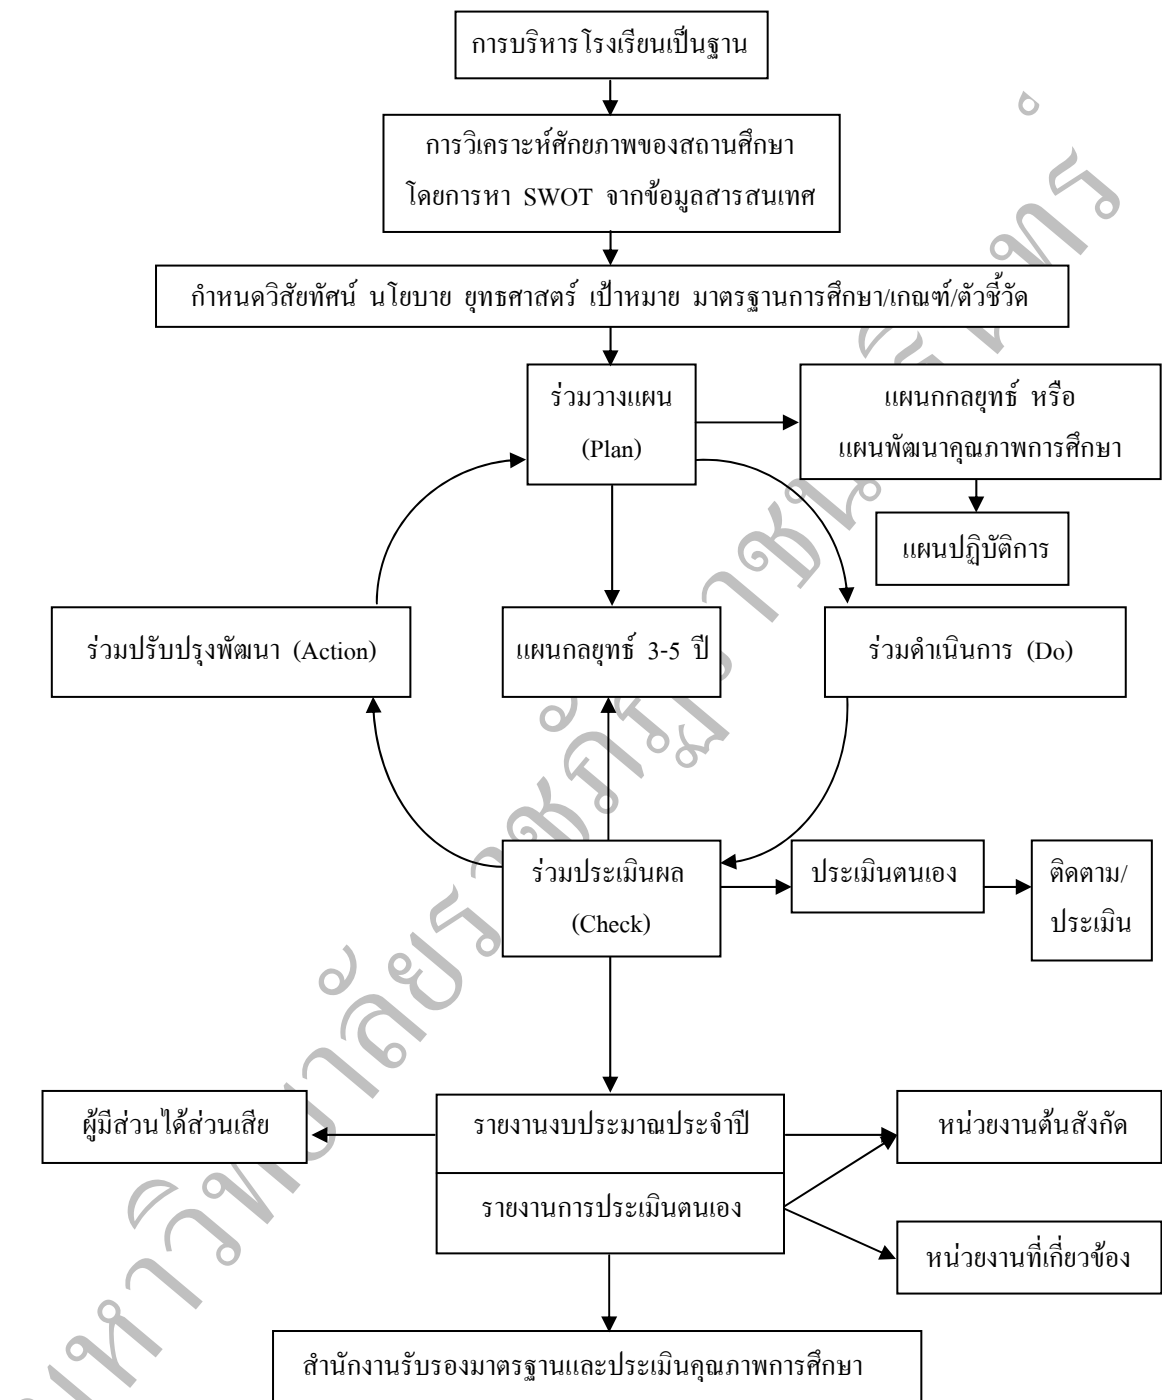 การบริหารโรงเรียนเป็นฐาน
การวิเคราะห์ศักยภาพของสถานศึกษา
โดยการหา SWOT จากข้อมูลสารสนเทศ
กำหนดวิสัยทัศน์ นโยบาย ยุทธศาสตร์ เป้าหมาย มาตรฐานการศึกษา/เกณฑ์/ตัวชี้วัด
ร่วมวางแผน
(Plan)
แผนกกลยุทธ์ หรือ
แผนพัฒนาคุณภาพการศึกษา
แผนปฏิบัติการ
ร่วมปรับปรุงพัฒนา (Action)
แผนกลยุทธ์ 3-5 ปี
ร่วมดำเนินการ (Do)
ร่วมประเมินผล
(Check)
ประเมินตนเอง
ติดตาม/
ประเมิน
ผู้มีส่วนได้ส่วนเสีย
รายงานงบประมาณประจำปี
หน่วยงานต้นสังกัด
รายงานการประเมินตนเอง
หน่วยงานที่เกี่ยวข้อง
สำนักงานรับรองมาตรฐานและประเมินคุณภาพการศึกษา